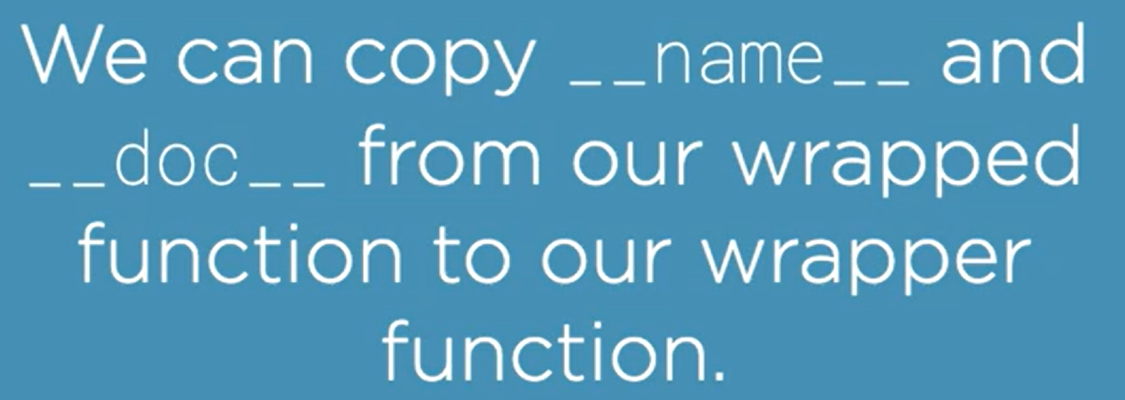 We can copy __name__ and
__doc__ from our wrapped
function to our wrapper
function.